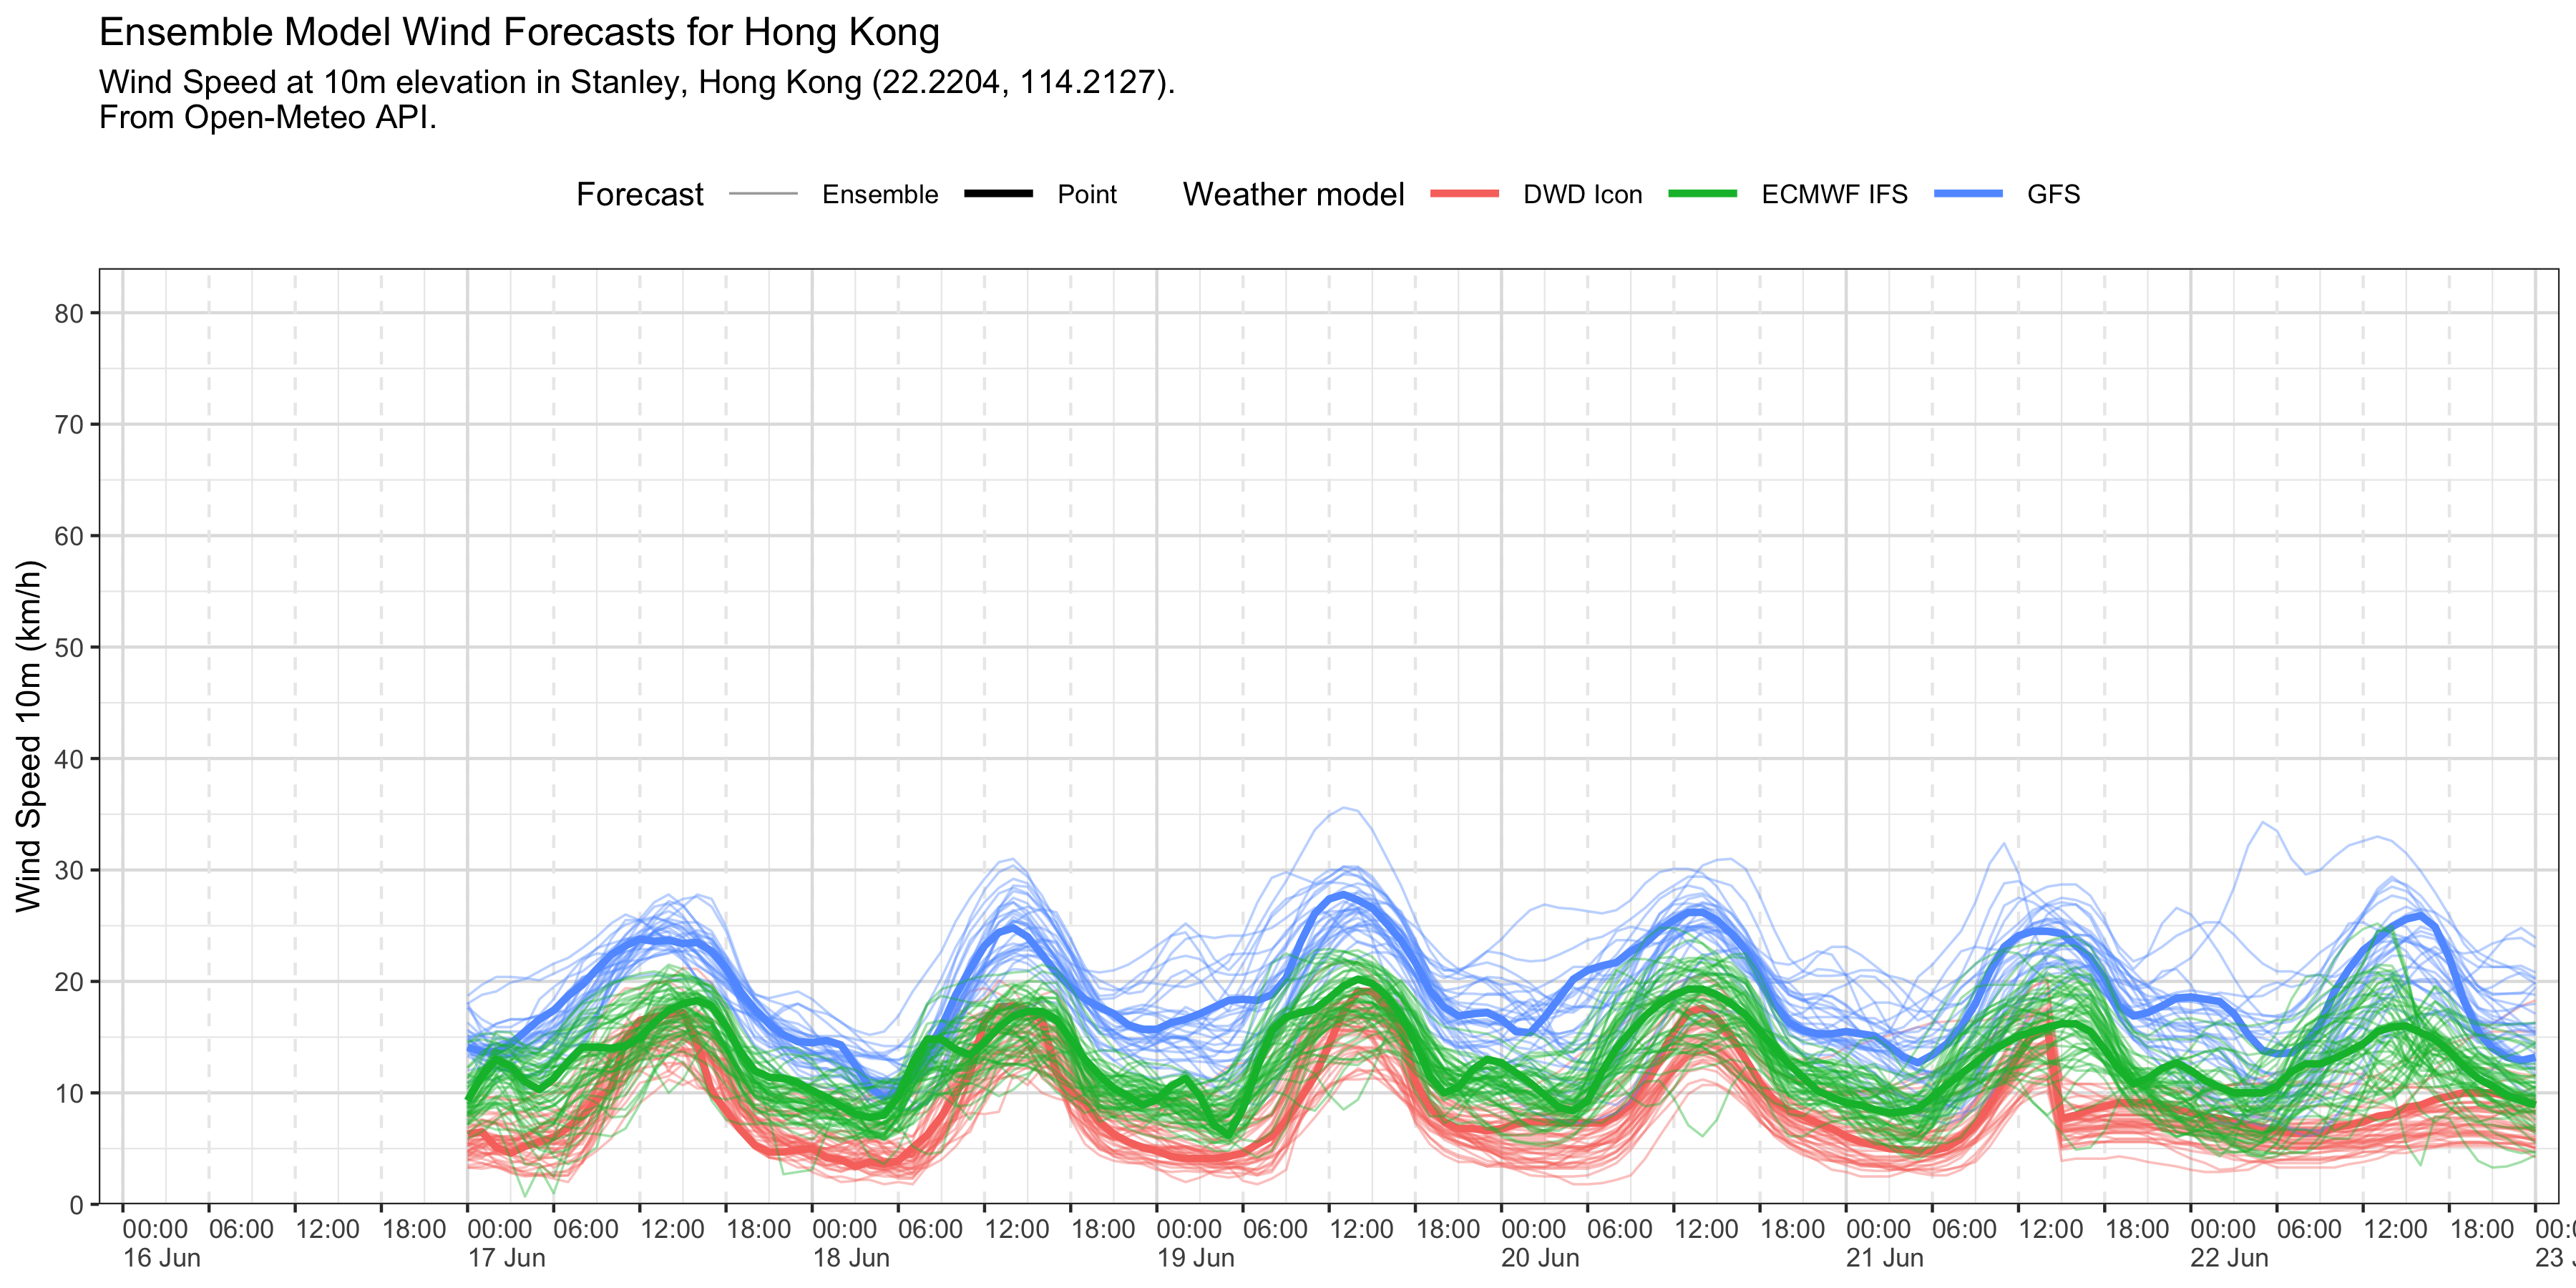 Ensemble Model Wind Forecasts for Hong Kong
Wind Speed at 10m elevation in Stanley, Hong Kong (22.2204, 114.2127).
From Open-Meteo API.
Forecast Ensemble Point Weather model DWD Icon ECMWF IFS GFS
Wind Speed 10m (km/h)
80
70
60
50
40
30
20
10
0
00:00 06:00 12:00 18:00 00:00 06:00 12:00 18:00 00:00 06:00 12:00 18:00 00:00 06:00 12:00 18:00 00:00 06:00 12:00 18:00 00:00 06:00 12:00 18:00 00:00 06:00 12:00 18:00
16 Jun 17 Jun 18 Jun 19 Jun 20 Jun 21 Jun 22 Jun 23